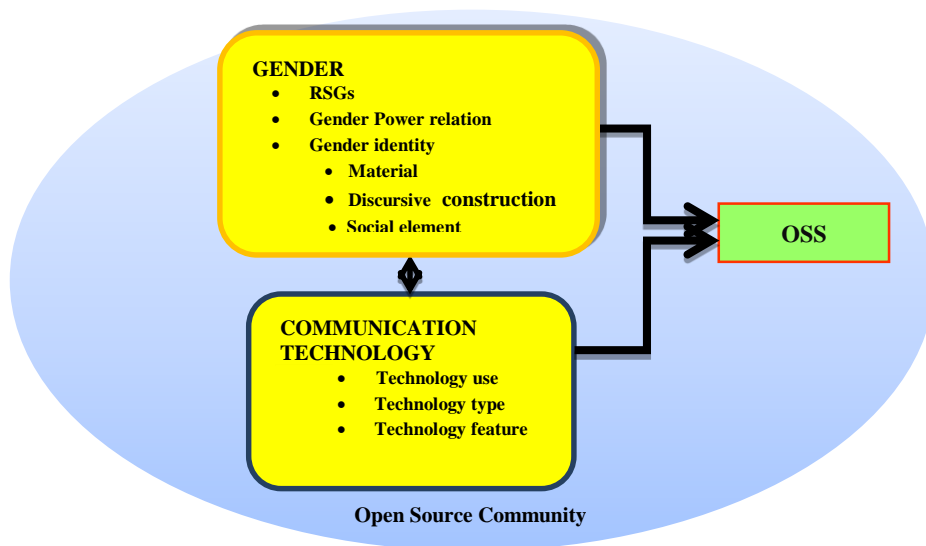 GENDER
• RSGs
• Gender Power relation
• Gender identity
• Material
• Discursive construction
• Social element
OSS
COMMUNICATION
TECHNOLOGY
• Technology use
• Technology type
• Technology feature
Open Source Community